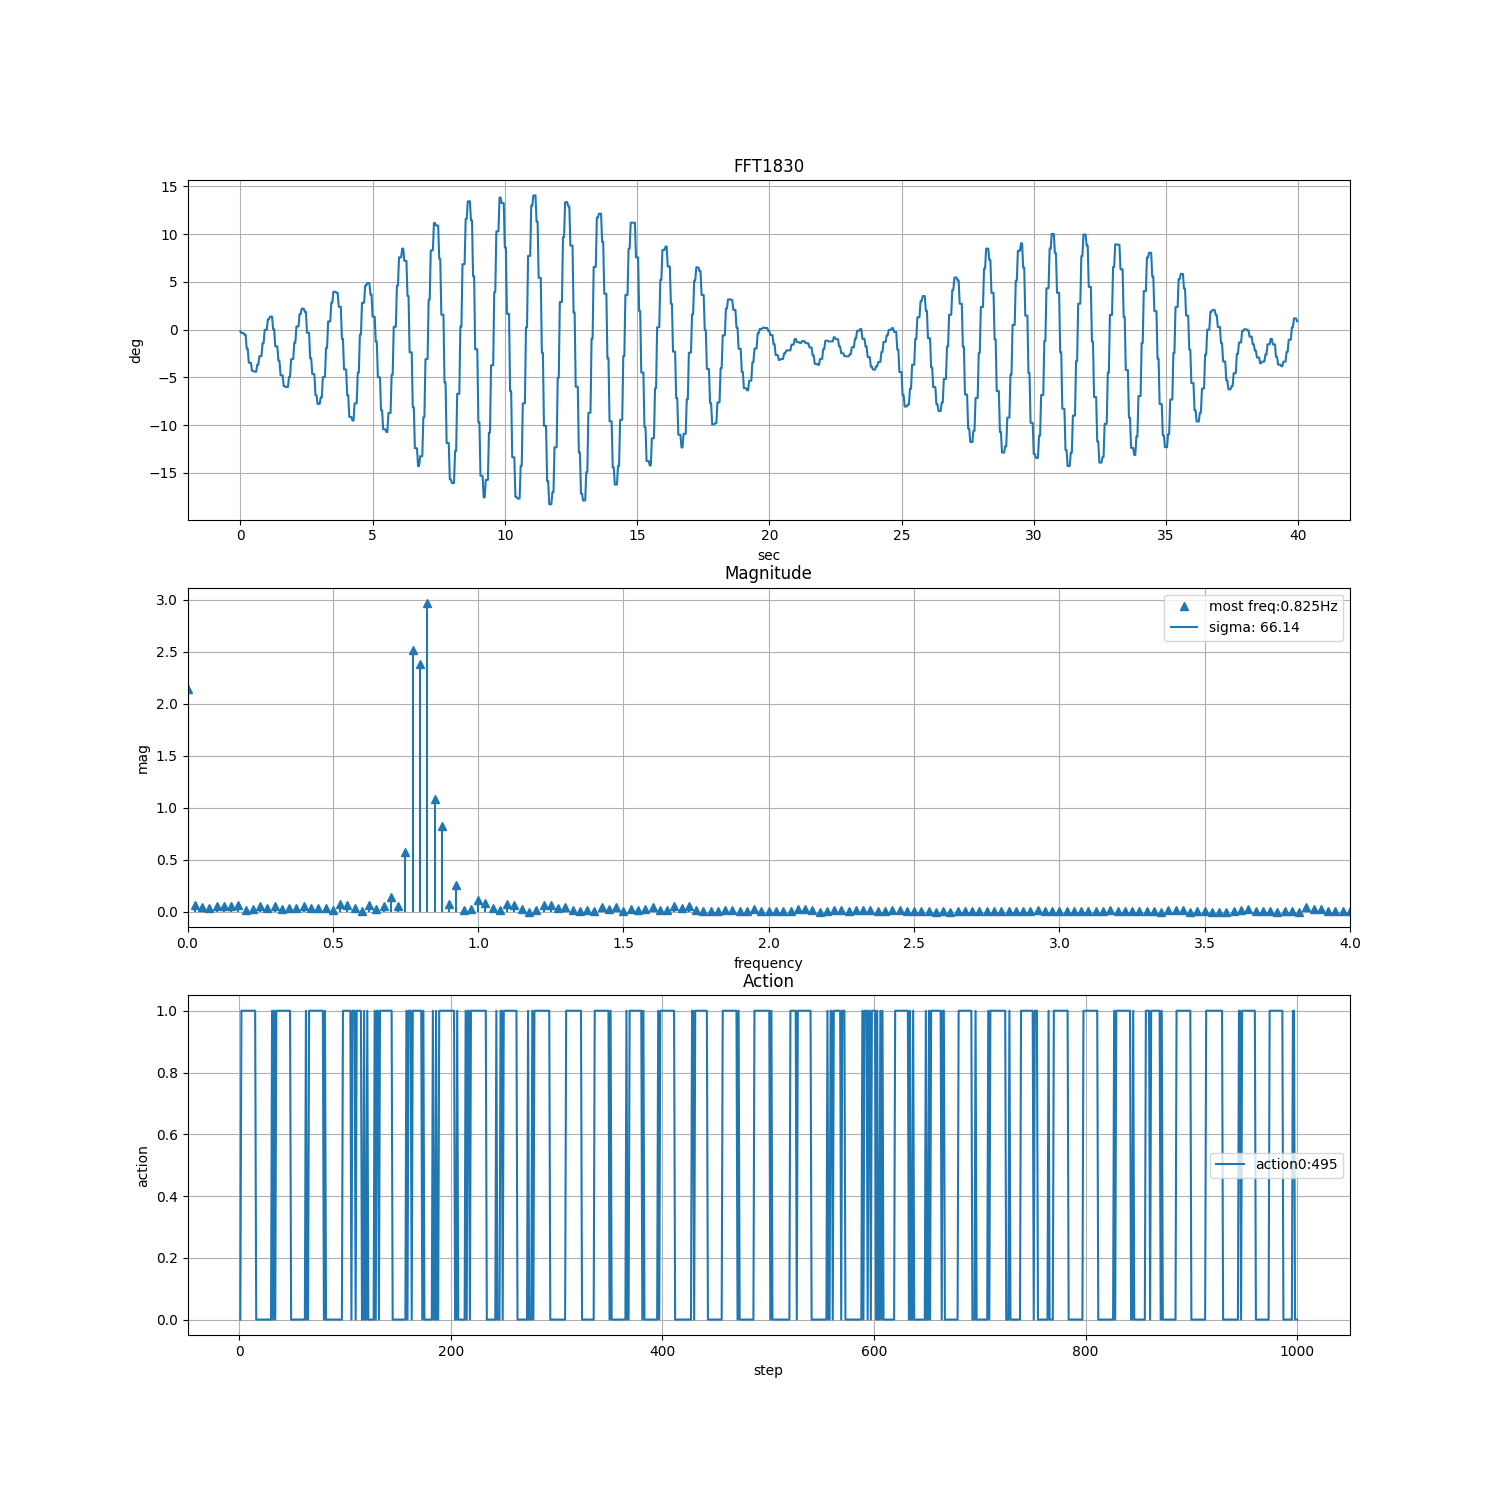 FFT1830
15
10
5
0
−5
−10
−15
deg
0 5 10 15 20 25 30 35 40
sec
Magnitude
3.0
2.5
2.0
1.5
1.0
0.5
0.0
mag
most freq:0.825Hz
sigma: 66.14
0.0 0.5 1.0 1.5 2.0 2.5 3.0 3.5 4.0
frequency
Action
1.0
0.8
0.6
0.4
0.2
0.0
action
action0:495
0 200 400 600 800 1000
step